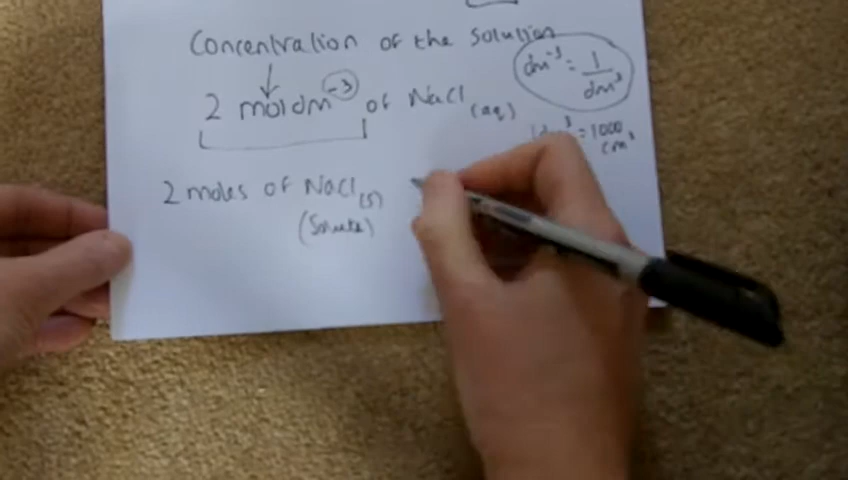 Concentration of the solution
2 moldm⁻³ of NaCl (aq)
dm⁻³ = 1/dm³
1dm³ = 1000 cm³
2 moles of NaCl (s)
(Solute)